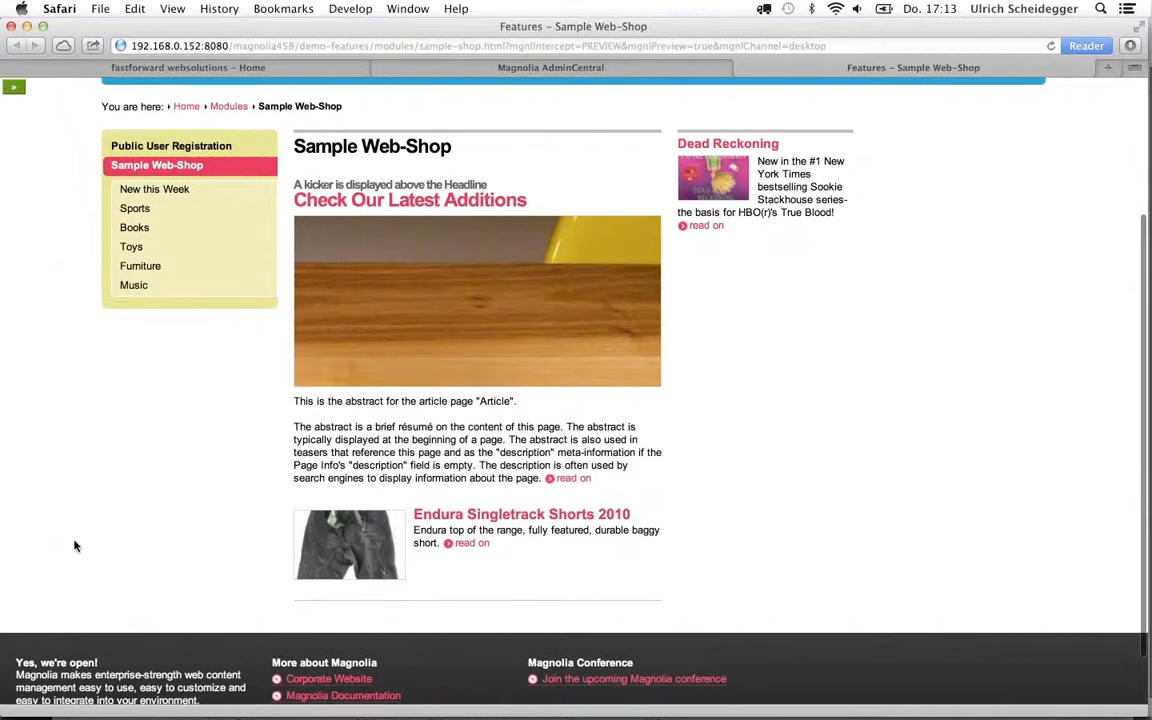 Safari File Edit View History Bookmarks Develop Window Help Do. 17:13 Ulrich Scheidegger
Features – Sample Web-Shop
192.168.0.152:8080/magnolia458/demo-features/modules/sample-shop.html?mgnlIntercept=PREVIEW&mgnlPreview=true&mgnlChannel=desktop Reader
fastforward websolutions – Home Magnolia AdminCentral Features – Sample Web-Shop
You are here: Home Modules Sample Web-Shop
Public User Registration
Sample Web-Shop
New this Week
Sports
Books
Toys
Furniture
Music
Sample Web-Shop
A kicker is displayed above the Headline
Check Our Latest Additions
This is the abstract for the article page "Article".
The abstract is a brief résumé on the content of this page. The abstract is
typically displayed at the beginning of a page. The abstract is also used in
teasers that reference this page and as the "description" meta-information if the
Page Info's "description" field is empty. The description is often used by
search engines to display information about the page. read on
Endura Singletrack Shorts 2010
Endura top of the range, fully featured, durable baggy
short. read on
Dead Reckoning
New in the #1 New
York Times
bestselling Sookie
Stackhouse series-
the basis for HBO(r)'s True Blood!
read on
Yes, we're open!
Magnolia makes enterprise-strength web content
management easy to use, easy to customize and
easy to integrate into your environment.
More about Magnolia
Corporate Website
Magnolia Documentation
Magnolia Conference
Join the upcoming Magnolia conference